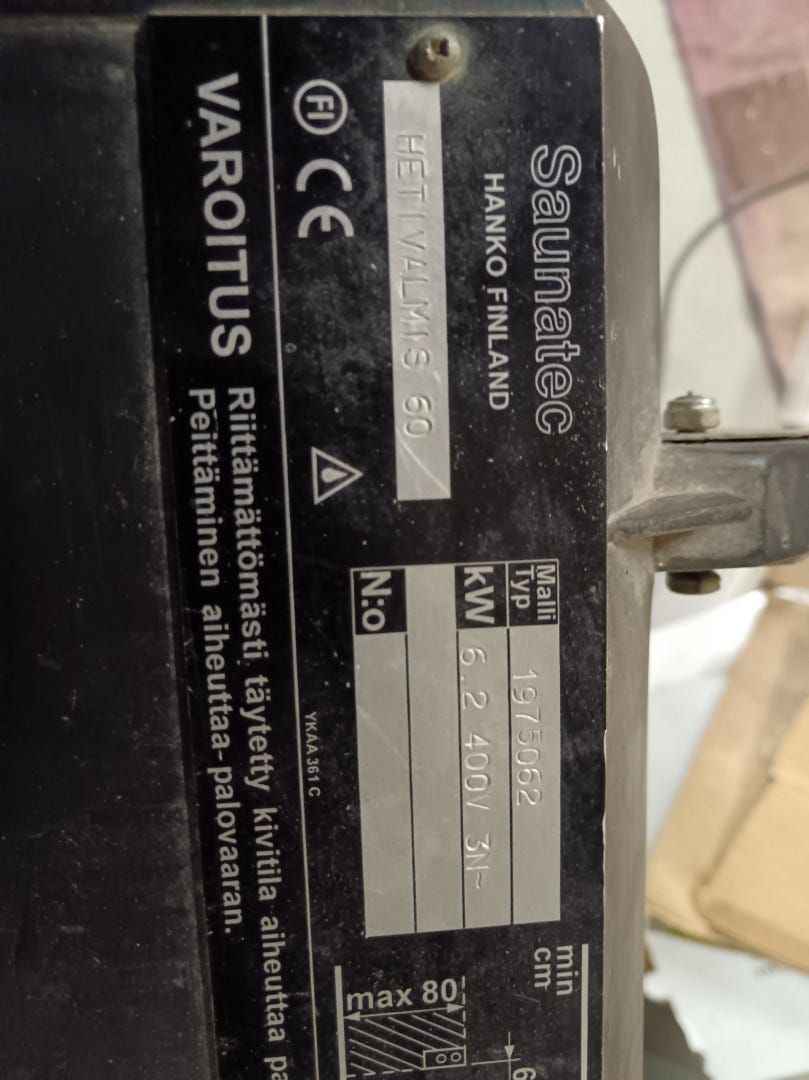 Saunatec
HANKO FINLAND
HETIVALMIS 60
FI CE
Malli
Typ 1975062
kW 6.2 400V 3N~
N:o
YKAA 361 C
VAROITUS Riittämättömästi täytetty kivitila aiheuttaa
Peittäminen aiheuttaa palovaaran.
min
cm
max 80
6